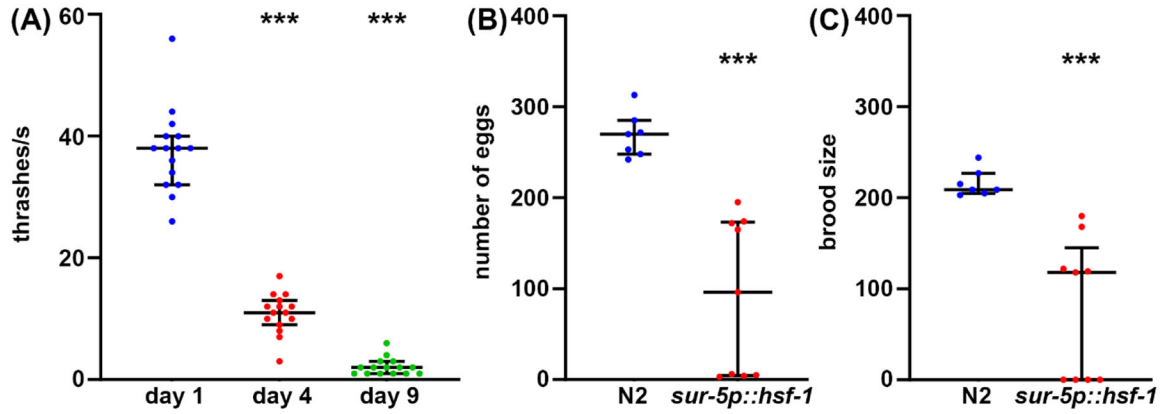 (A)
thrashes/s
60
40
20
0
*** ***
day 1 day 4 day 9
(B)
number of eggs
400
300
200
100
0
***
N2 sur-5p::hsf-1
(C)
brood size
400
300
200
100
0
***
N2 sur-5p::hsf-1